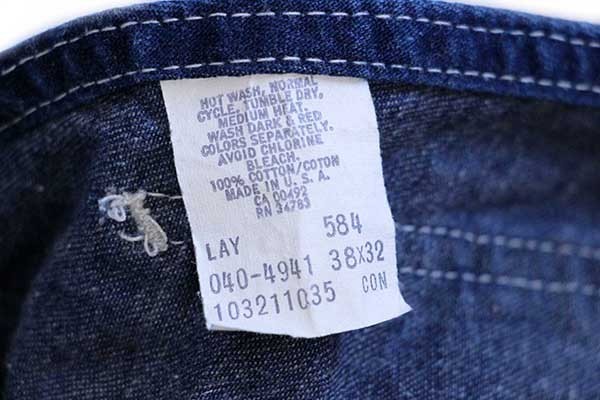 HOT WASH, NORMAL
CYCLE, TUMBLE DRY,
MEDIUM HEAT.
WASH DARK & RED
COLORS SEPARATELY.
AVOID CHLORINE
BLEACH.
100% COTTON/COTON
MADE IN U. S. A.
CA 00492
RN 34783
584
LAY
040-4941 38X32
103211035 CON